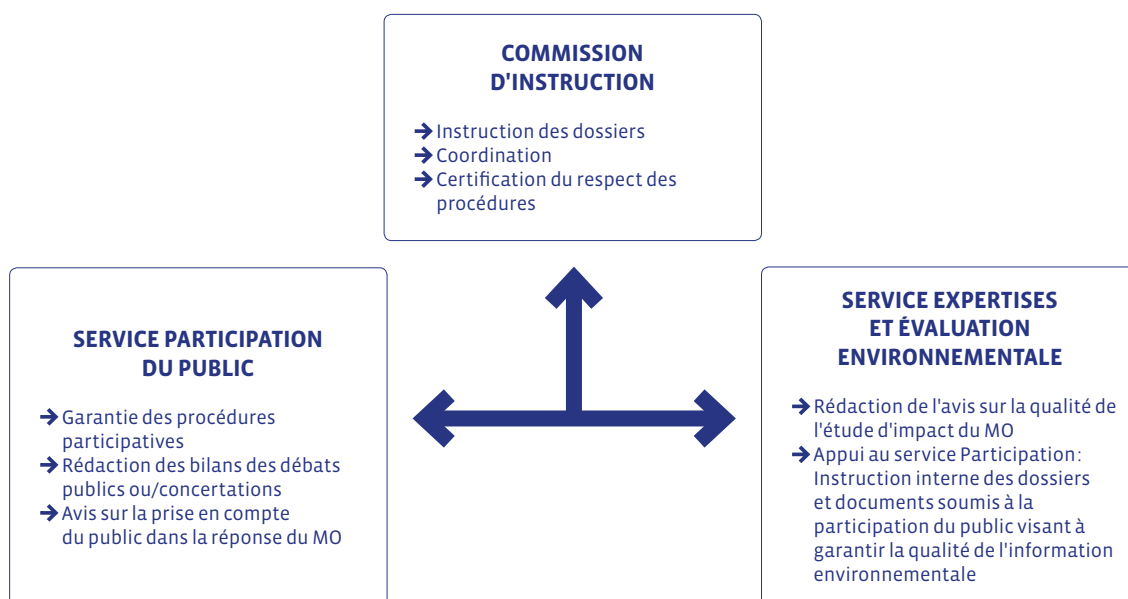 COMMISSION
D'INSTRUCTION
→ Instruction des dossiers
→ Coordination
→ Certification du respect des
procédures
SERVICE PARTICIPATION
DU PUBLIC
→ Garantie des procédures
participatives
→ Rédaction des bilans des débats
publics ou/concertations
→ Avis sur la prise en compte
du public dans la réponse du MO
SERVICE EXPERTISES
ET ÉVALUATION
ENVIRONNEMENTALE
→ Rédaction de l'avis sur la qualité de
l'étude d'impact du MO
→ Appui au service Participation :
Instruction interne des dossiers
et documents soumis à la
participation du public visant à
garantir la qualité de l'information
environnementale